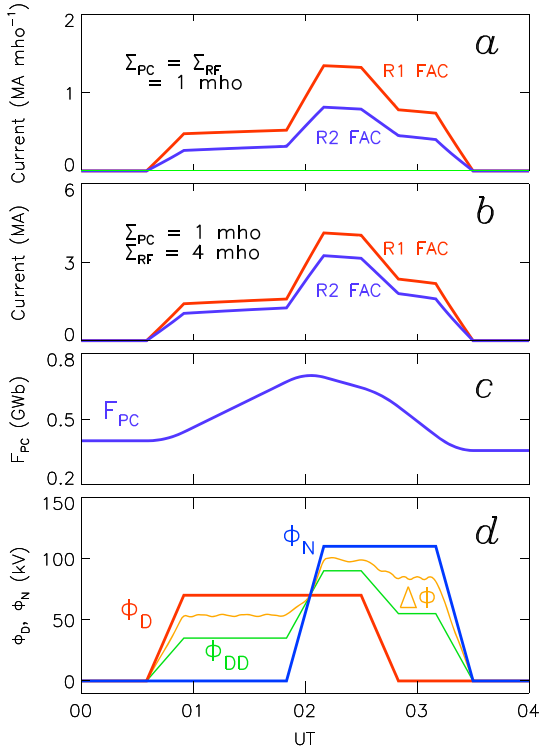 2
a
Σ_PC = Σ_RF
= 1 mho
R1 FAC
1
R2 FAC
0
Current (MA mho⁻¹)
6
b
Σ_PC = 1 mho
Σ_RF = 4 mho
R1 FAC
3
R2 FAC
0
Current (MA)
0.8
c
F_PC
0.5
0.2
F_PC (GWb)
150
d
Φ_N
100
Φ_D
ΔΦ
50
Φ_DD
0
Φ_D, Φ_N (kV)
00 01 02 03 04
UT